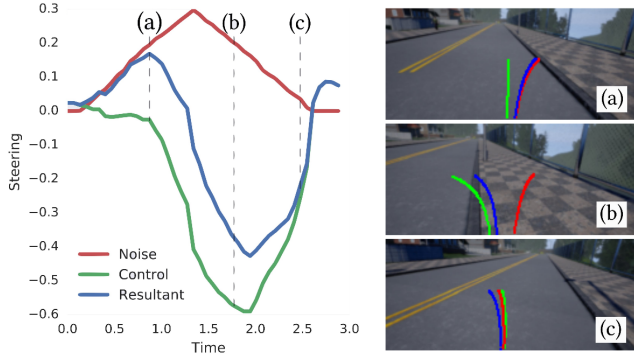 (a)
(b)
(c)
0.3
0.2
0.1
0.0
−0.1
−0.2
−0.3
−0.4
−0.5
−0.6
Steering
Noise
Control
Resultant
0.0 0.5 1.0 1.5 2.0 2.5 3.0
Time
(a)
(b)
(c)